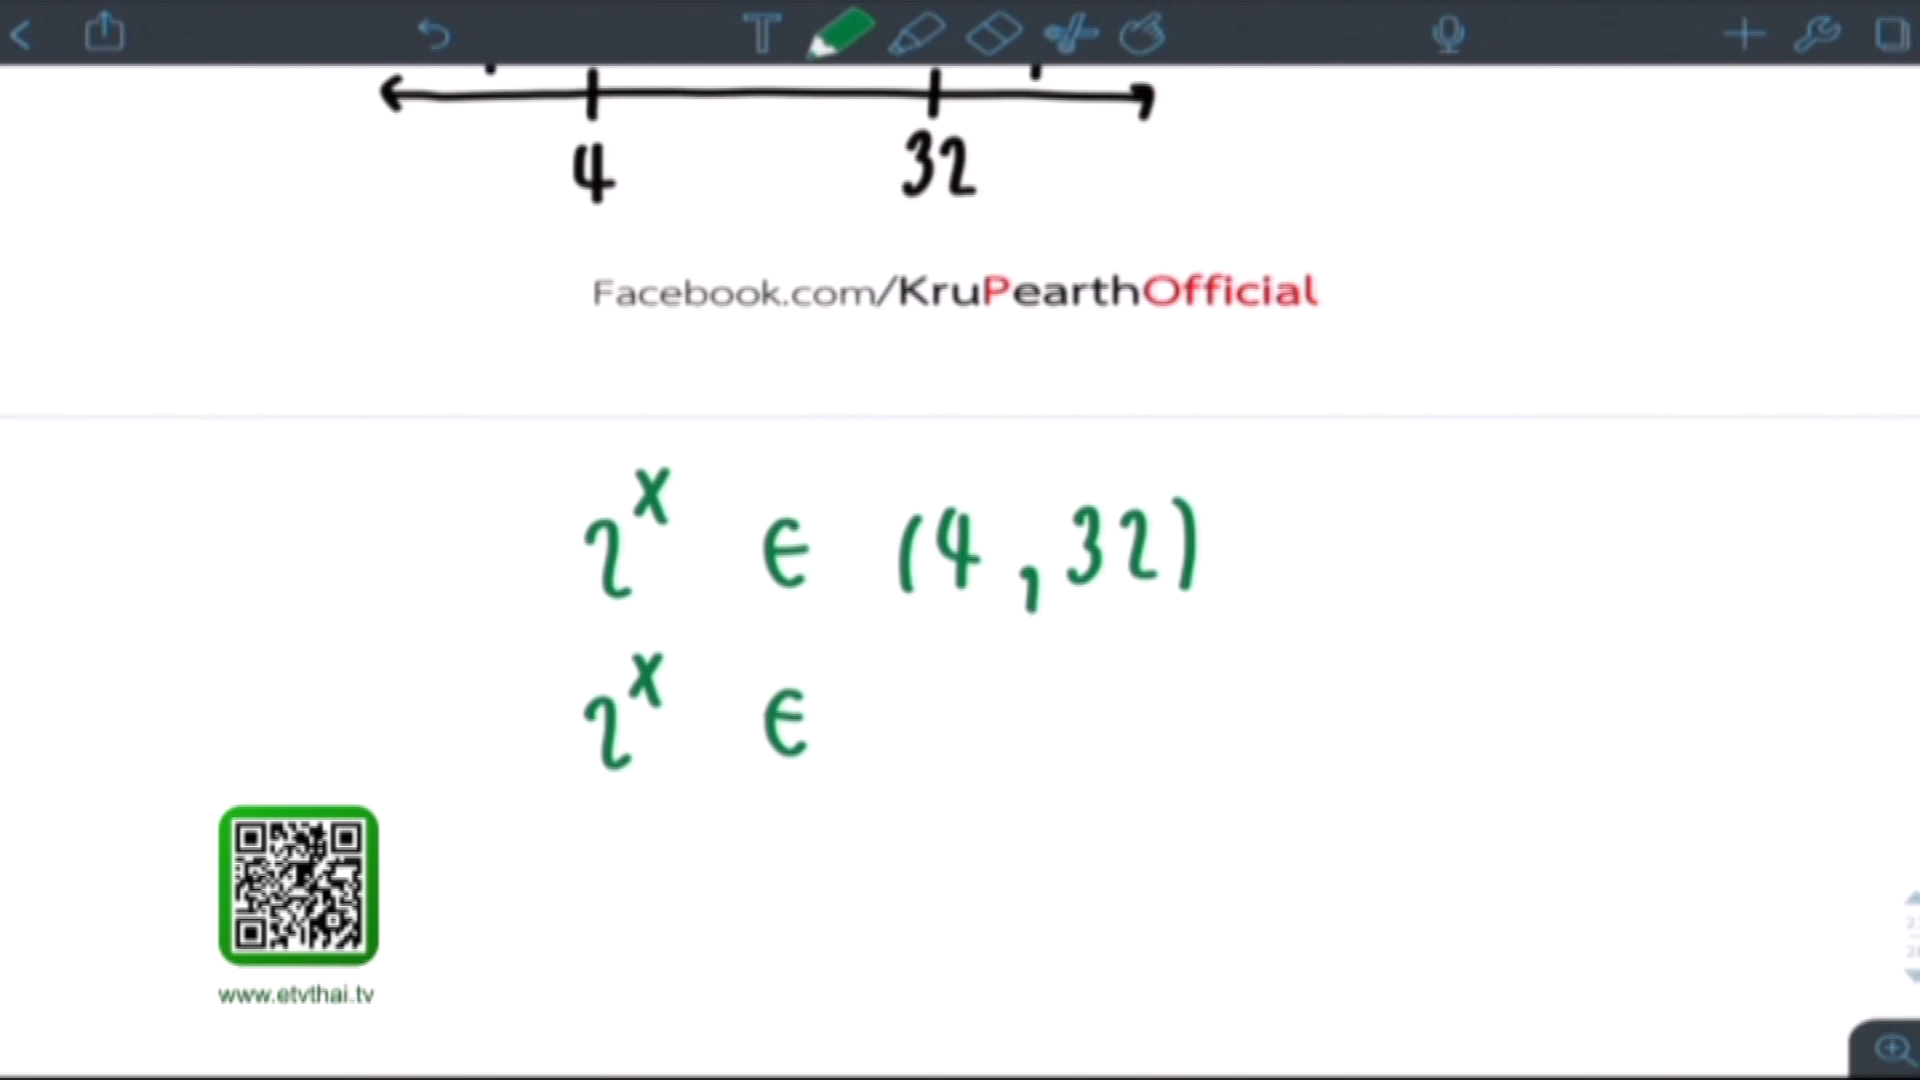 4 32
Facebook.com/KruPearthOfficial
2^x ∈ (4,32)
2^x ∈
www.etvthai.tv